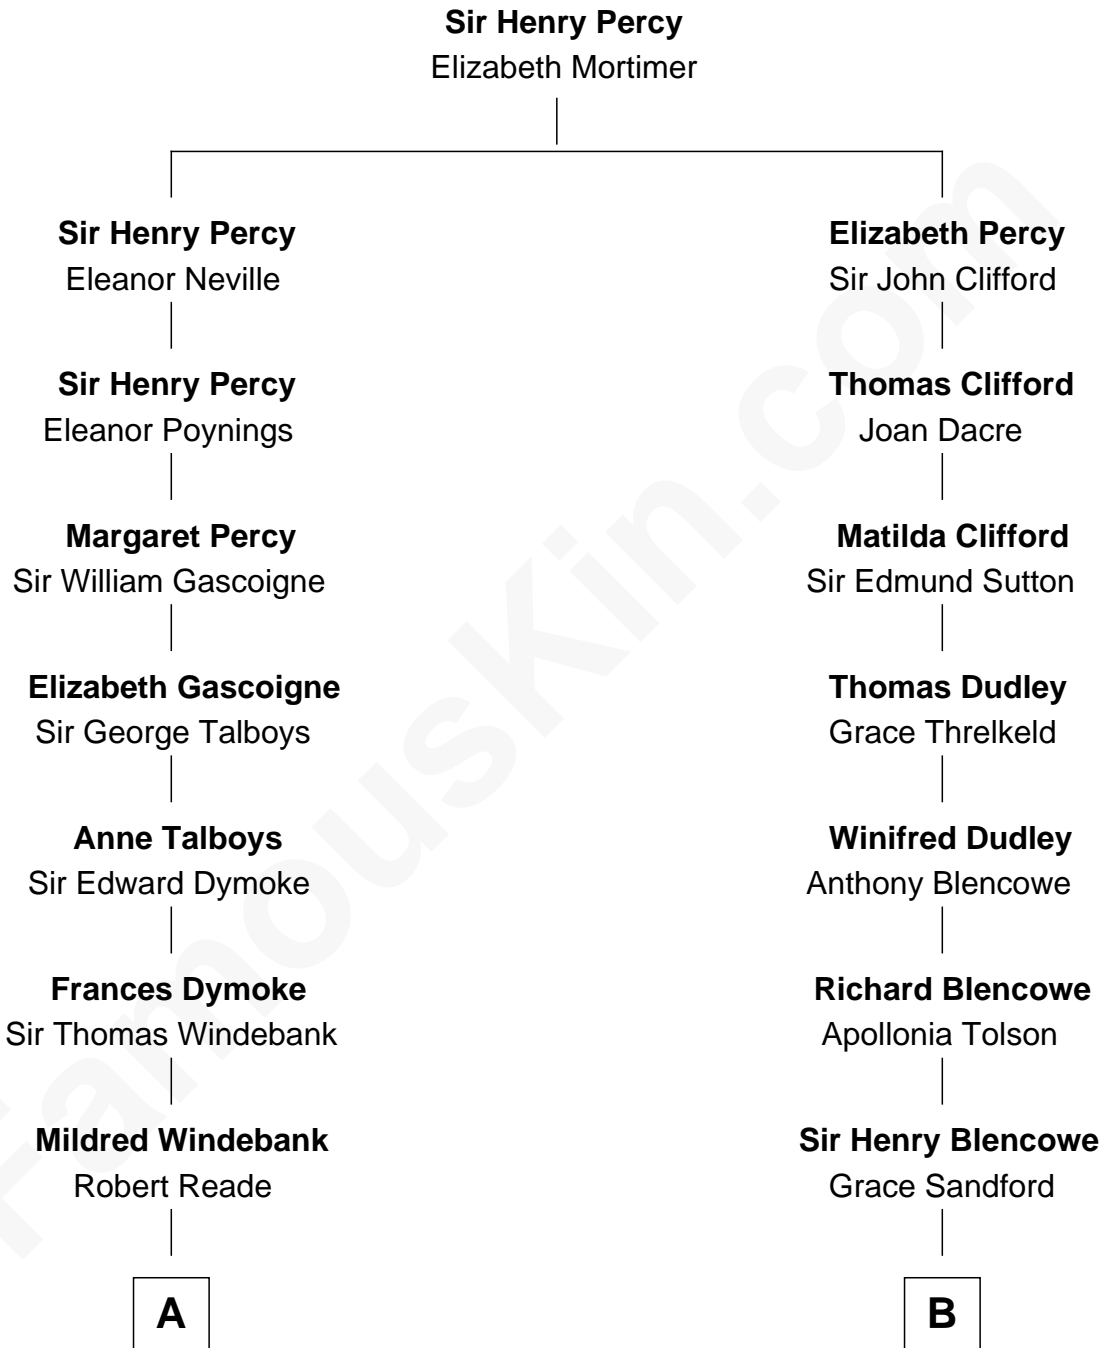 Sir Henry Percy
Elizabeth Mortimer
Sir Henry Percy
Eleanor Neville
Sir Henry Percy
Eleanor Poynings
Margaret Percy
Sir William Gascoigne
Elizabeth Gascoigne
Sir George Talboys
Anne Talboys
Sir Edward Dymoke
Frances Dymoke
Sir Thomas Windebank
Mildred Windebank
Robert Reade
A
Elizabeth Percy
Sir John Clifford
Thomas Clifford
Joan Dacre
Matilda Clifford
Sir Edmund Sutton
Thomas Dudley
Grace Threlkeld
Winifred Dudley
Anthony Blencowe
Richard Blencowe
Apollonia Tolson
Sir Henry Blencowe
Grace Sandford
B
FamousKin.com